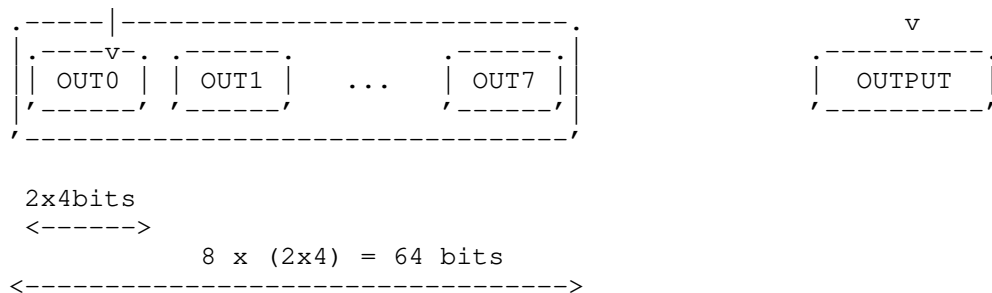 .-----|---------------------------------. v
|.----v-. .------. .------.| .----------.
|| OUT0 | | OUT1 | ... | OUT7 || | OUTPUT |
|'------' '------' '------'| '----------'
'---------------------------------------'
2x4bits
<------>
8 x (2x4) = 64 bits
<----------------------------------->